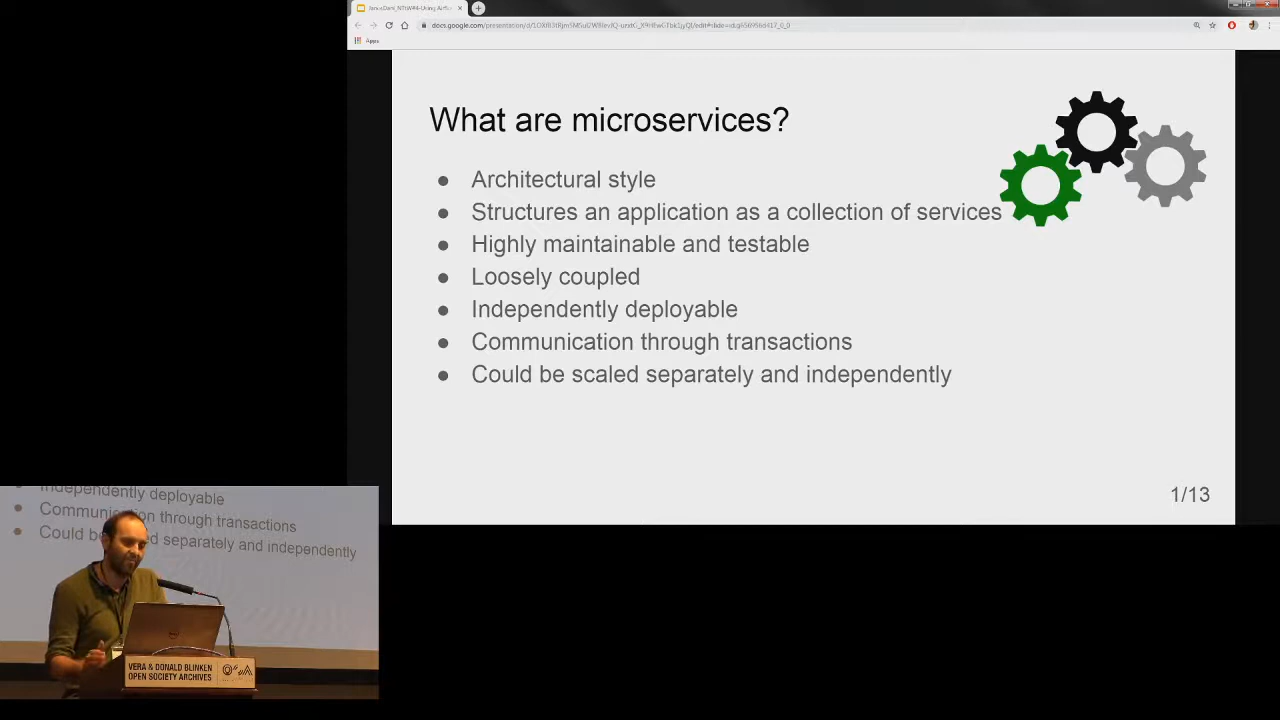 docs.google.com/presentation/d/
Apps
What are microservices?
● Architectural style
● Structures an application as a collection of services
● Highly maintainable and testable
● Loosely coupled
● Independently deployable
● Communication through transactions
● Could be scaled separately and independently
1/13
Independently deployable
● Communication through transactions
● Could be separately and independently
VERA & DONALD BLINKEN
OPEN SOCIETY ARCHIVES